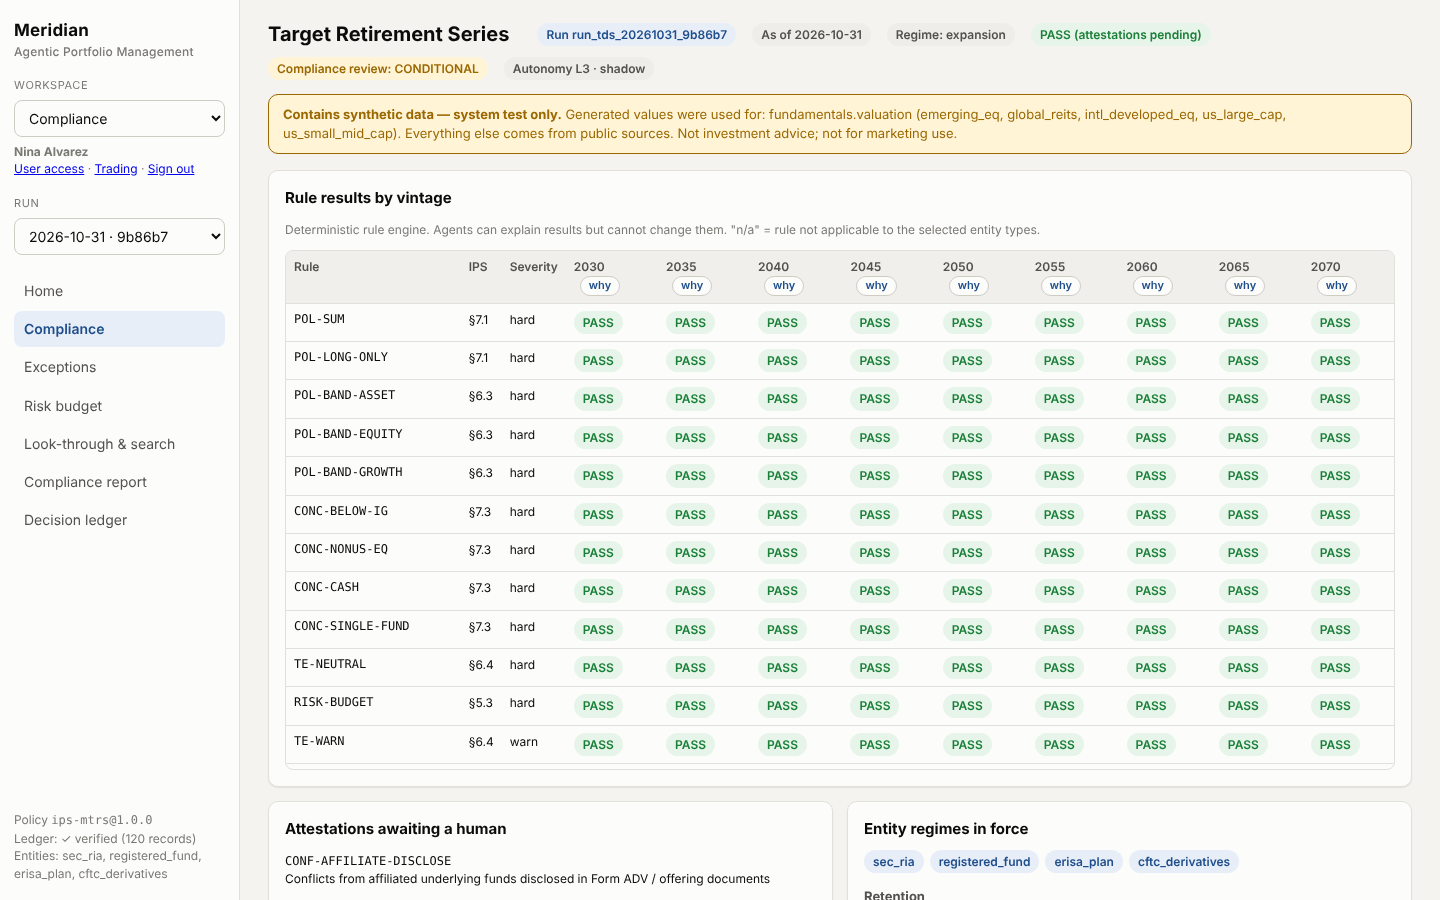 Meridian
Agentic Portfolio Management
WORKSPACE
Compliance
Nina Alvarez
User access · Trading · Sign out
RUN
2026-10-31 · 9b86b7
Home
Compliance
Exceptions
Risk budget
Look-through & search
Compliance report
Decision ledger
Policy ips-mtrs@1.0.0
Ledger: ✓ verified (120 records)
Entities: sec_ria, registered_fund,
erisa_plan, cftc_derivatives
Target Retirement Series
Run run_tds_20261031_9b86b7
As of 2026-10-31
Regime: expansion
PASS (attestations pending)
Compliance review: CONDITIONAL
Autonomy L3 · shadow
Contains synthetic data — system test only. Generated values were used for: fundamentals.valuation (emerging_eq, global_reits, intl_developed_eq, us_large_cap,
us_small_mid_cap). Everything else comes from public sources. Not investment advice; not for marketing use.
Rule results by vintage
Deterministic rule engine. Agents can explain results but cannot change them. "n/a" = rule not applicable to the selected entity types.
Rule IPS Severity 2030 2035 2040 2045 2050 2055 2060 2065 2070
why why why why why why why why why
POL-SUM §7.1 hard PASS PASS PASS PASS PASS PASS PASS PASS PASS
POL-LONG-ONLY §7.1 hard PASS PASS PASS PASS PASS PASS PASS PASS PASS
POL-BAND-ASSET §6.3 hard PASS PASS PASS PASS PASS PASS PASS PASS PASS
POL-BAND-EQUITY §6.3 hard PASS PASS PASS PASS PASS PASS PASS PASS PASS
POL-BAND-GROWTH §6.3 hard PASS PASS PASS PASS PASS PASS PASS PASS PASS
CONC-BELOW-IG §7.3 hard PASS PASS PASS PASS PASS PASS PASS PASS PASS
CONC-NONUS-EQ §7.3 hard PASS PASS PASS PASS PASS PASS PASS PASS PASS
CONC-CASH §7.3 hard PASS PASS PASS PASS PASS PASS PASS PASS PASS
CONC-SINGLE-FUND §7.3 hard PASS PASS PASS PASS PASS PASS PASS PASS PASS
TE-NEUTRAL §6.4 hard PASS PASS PASS PASS PASS PASS PASS PASS PASS
RISK-BUDGET §5.3 hard PASS PASS PASS PASS PASS PASS PASS PASS PASS
TE-WARN §6.4 warn PASS PASS PASS PASS PASS PASS PASS PASS PASS
Attestations awaiting a human
CONF-AFFILIATE-DISCLOSE
Conflicts from affiliated underlying funds disclosed in Form ADV / offering documents
Entity regimes in force
sec_ria registered_fund erisa_plan cftc_derivatives
Retention